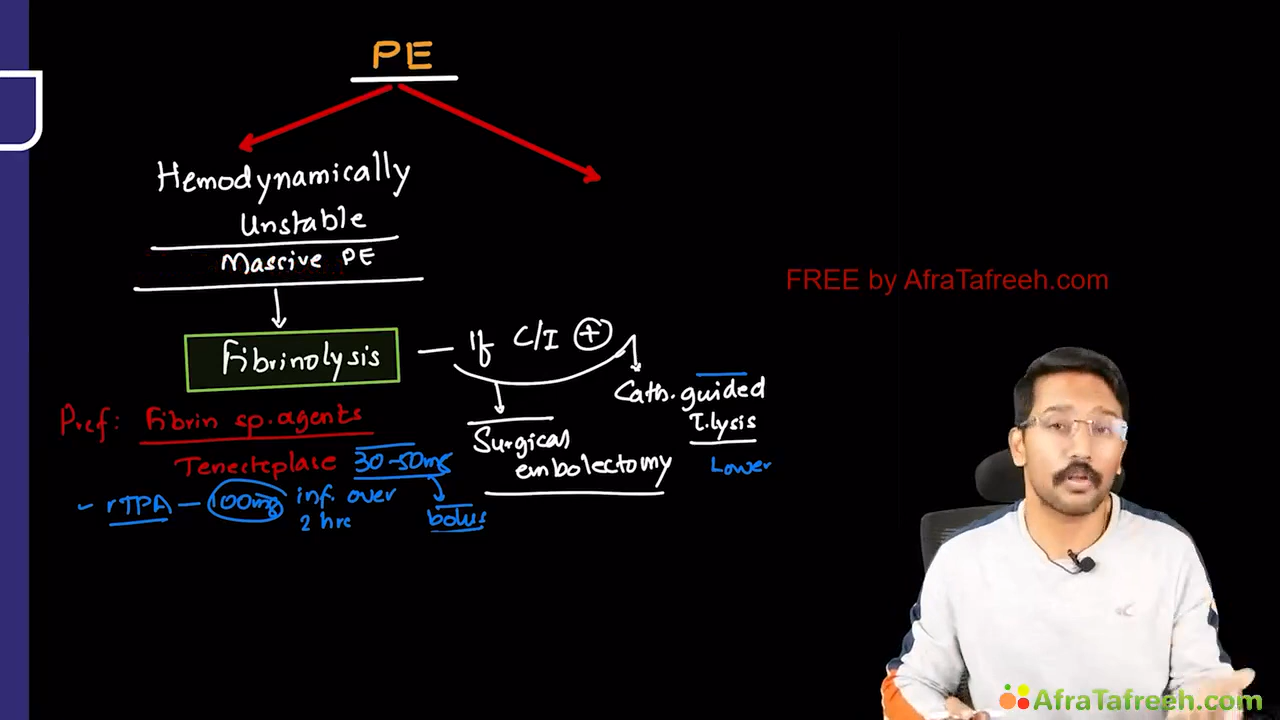 PE
Hemodynamically
Unstable
Massive PE
Fibrinolysis
If C/I +
Cath. guided
T.lysis
Lower
Surgical
embolectomy
Pref: Fibrin sp. agents
Tenecteplase 30-50mg
bolus
- rTPA - 100mg inf. over
2 hrs
FREE by AfraTafreeh.com
AfraTafreeh.com